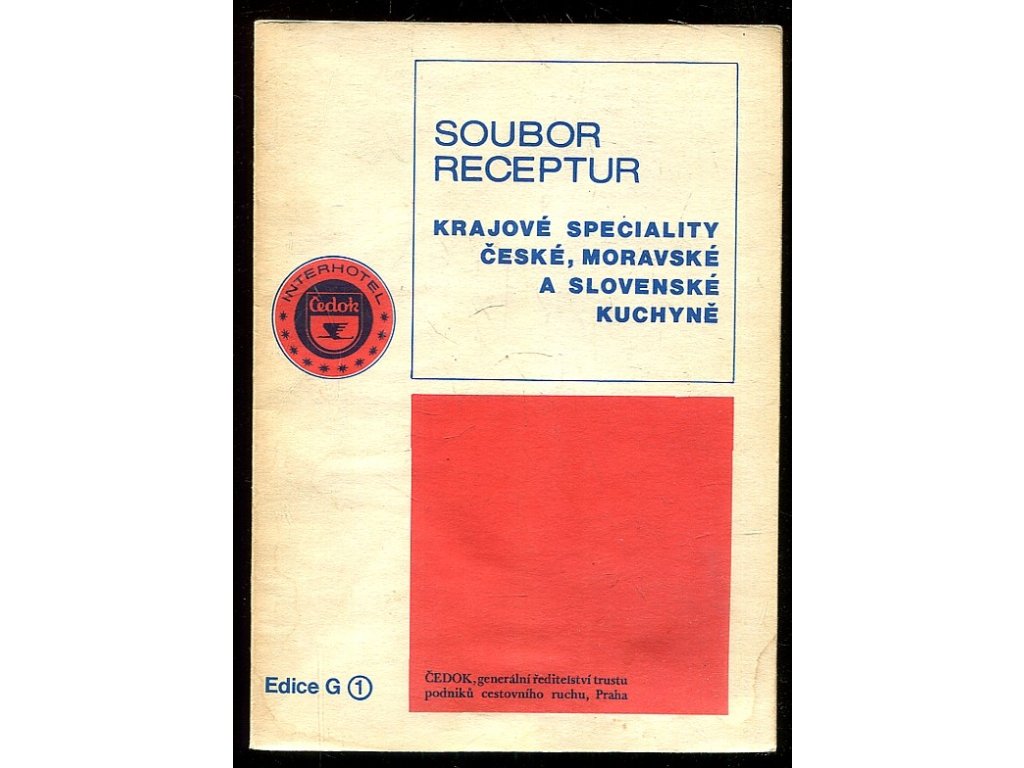 SOUBOR
RECEPTUR
KRAJOVÉ SPECIALITY
ČESKÉ, MORAVSKÉ
A SLOVENSKÉ
KUCHYNĚ
INTERHOTEL
Čedok
Edice G 1
ČEDOK, generální ředitelství trustu
podniků cestovního ruchu, Praha